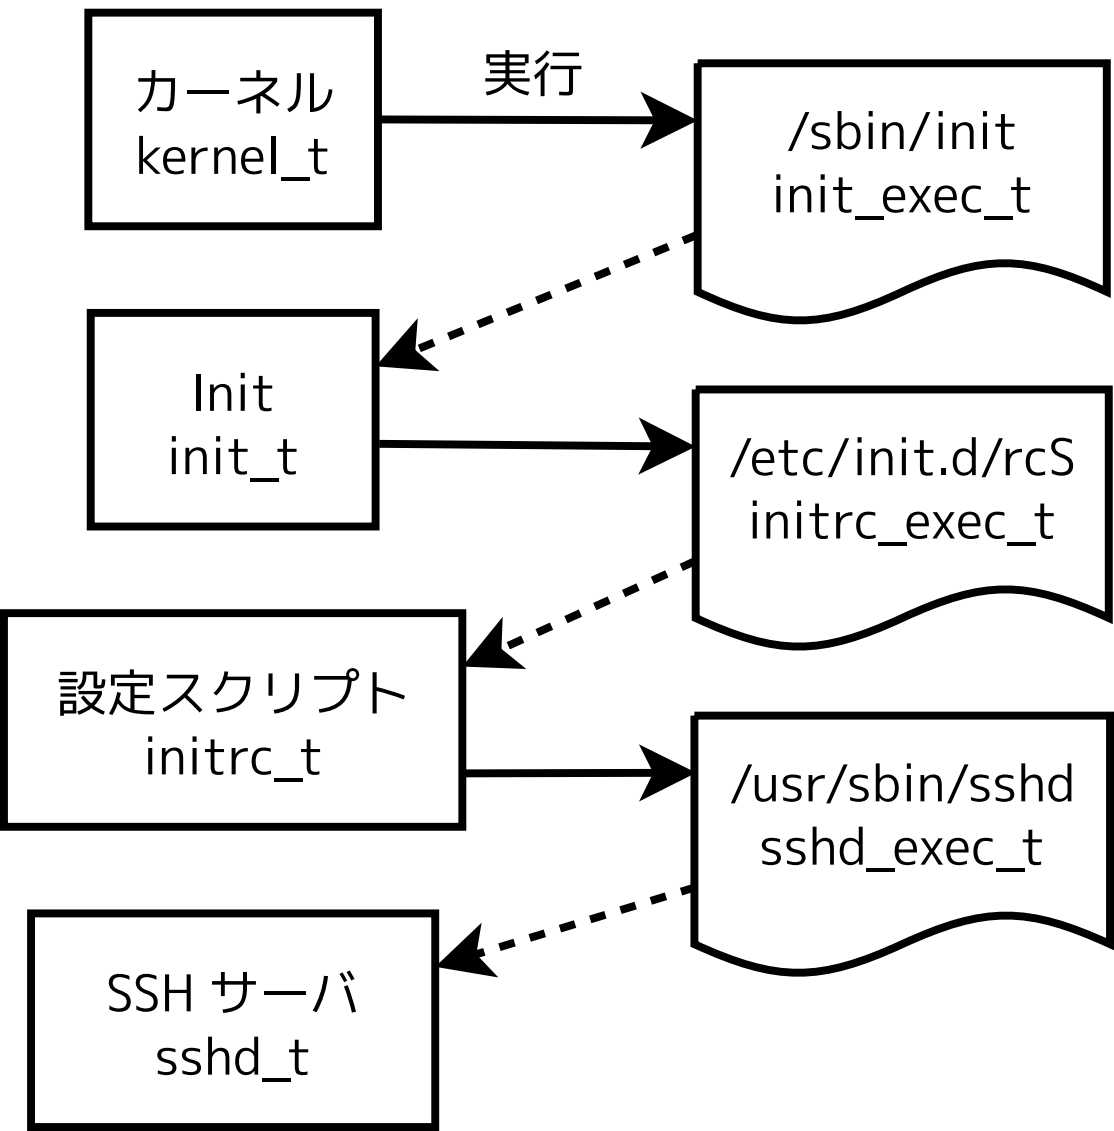 カーネル
kernel_t
実行
/sbin/init
init_exec_t
Init
init_t
/etc/init.d/rcS
initrc_exec_t
設定スクリプト
initrc_t
/usr/sbin/sshd
sshd_exec_t
SSH サーバ
sshd_t